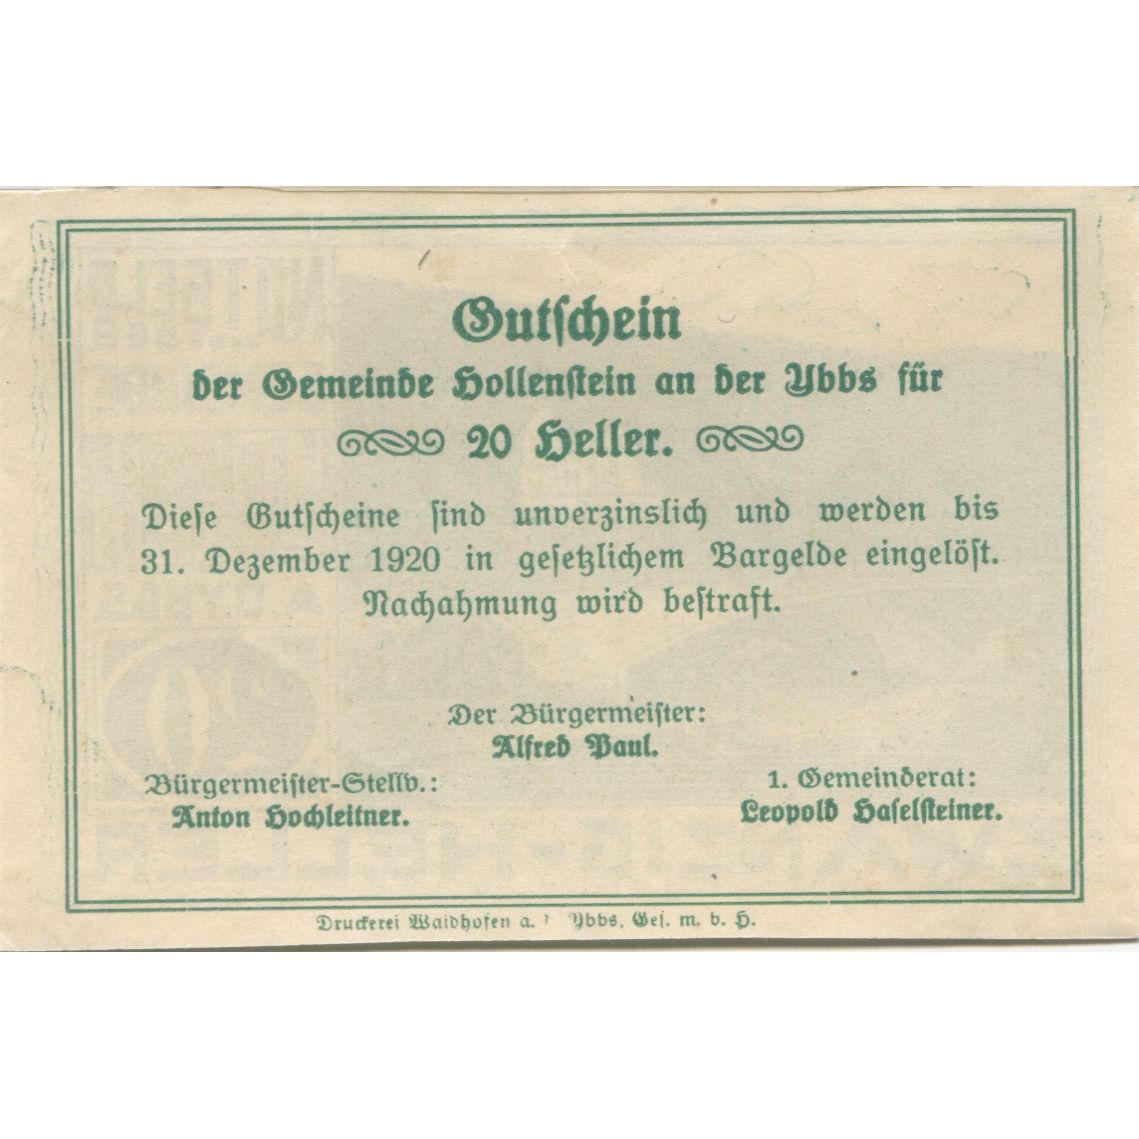 Gutschein
der Gemeinde Hollenstein an der Ybbs für
20 Heller.
Diese Gutscheine sind unverzinslich und werden bis
31. Dezember 1920 in gesetzlichem Bargelde eingelöst.
Nachahmung wird bestraft.
Der Bürgermeister:
Alfred Paul.
Bürgermeister-Stellv.:
Anton Hochleitner.
1. Gemeinderat:
Leopold Haselsteiner.
Druckerei Waidhofen a. Ybbs, Ges. m. b. H.